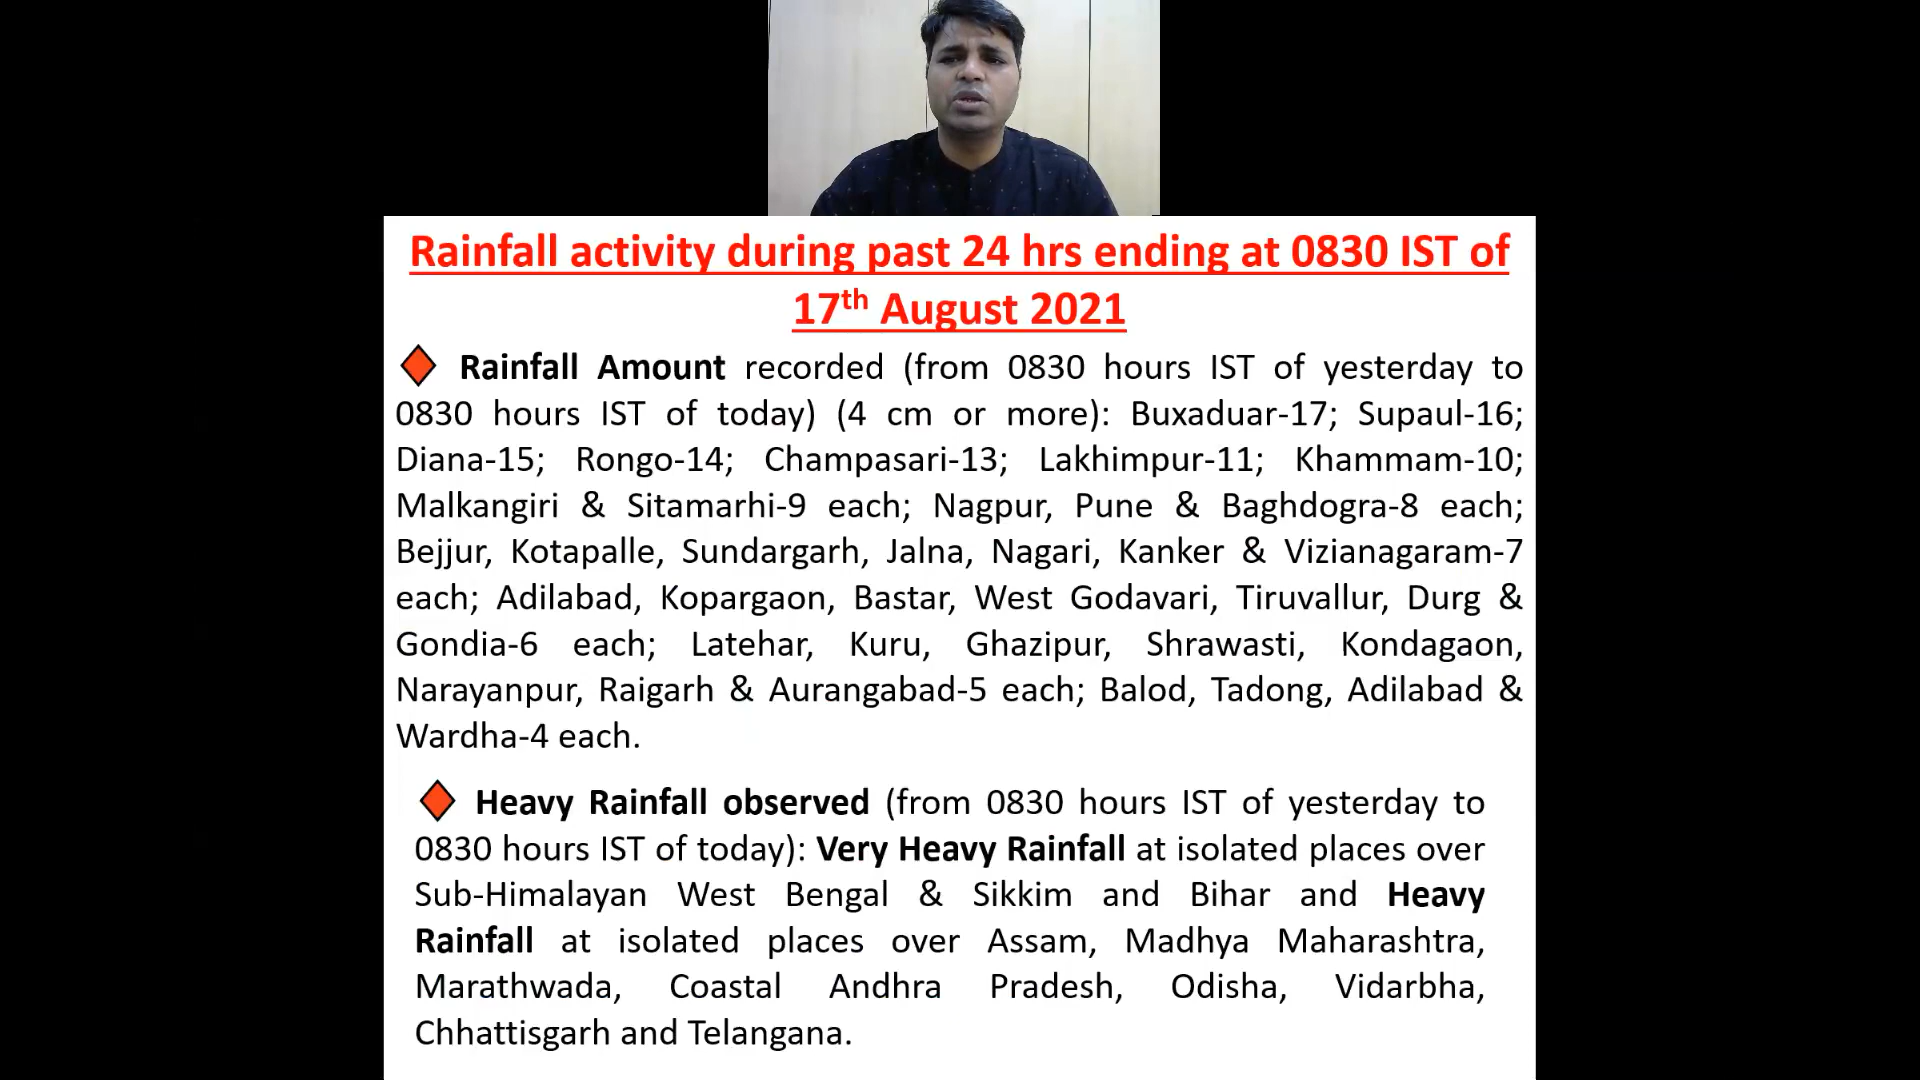 Rainfall activity during past 24 hrs ending at 0830 IST of
17th August 2021
Rainfall Amount recorded (from 0830 hours IST of yesterday to
0830 hours IST of today) (4 cm or more): Buxaduar-17; Supaul-16;
Diana-15; Rongo-14; Champasari-13; Lakhimpur-11; Khammam-10;
Malkangiri & Sitamarhi-9 each; Nagpur, Pune & Baghdogra-8 each;
Bejjur, Kotapalle, Sundargarh, Jalna, Nagari, Kanker & Vizianagaram-7
each; Adilabad, Kopargaon, Bastar, West Godavari, Tiruvallur, Durg &
Gondia-6 each; Latehar, Kuru, Ghazipur, Shrawasti, Kondagaon,
Narayanpur, Raigarh & Aurangabad-5 each; Balod, Tadong, Adilabad &
Wardha-4 each.
Heavy Rainfall observed (from 0830 hours IST of yesterday to
0830 hours IST of today): Very Heavy Rainfall at isolated places over
Sub-Himalayan West Bengal & Sikkim and Bihar and Heavy
Rainfall at isolated places over Assam, Madhya Maharashtra,
Marathwada, Coastal Andhra Pradesh, Odisha, Vidarbha,
Chhattisgarh and Telangana.